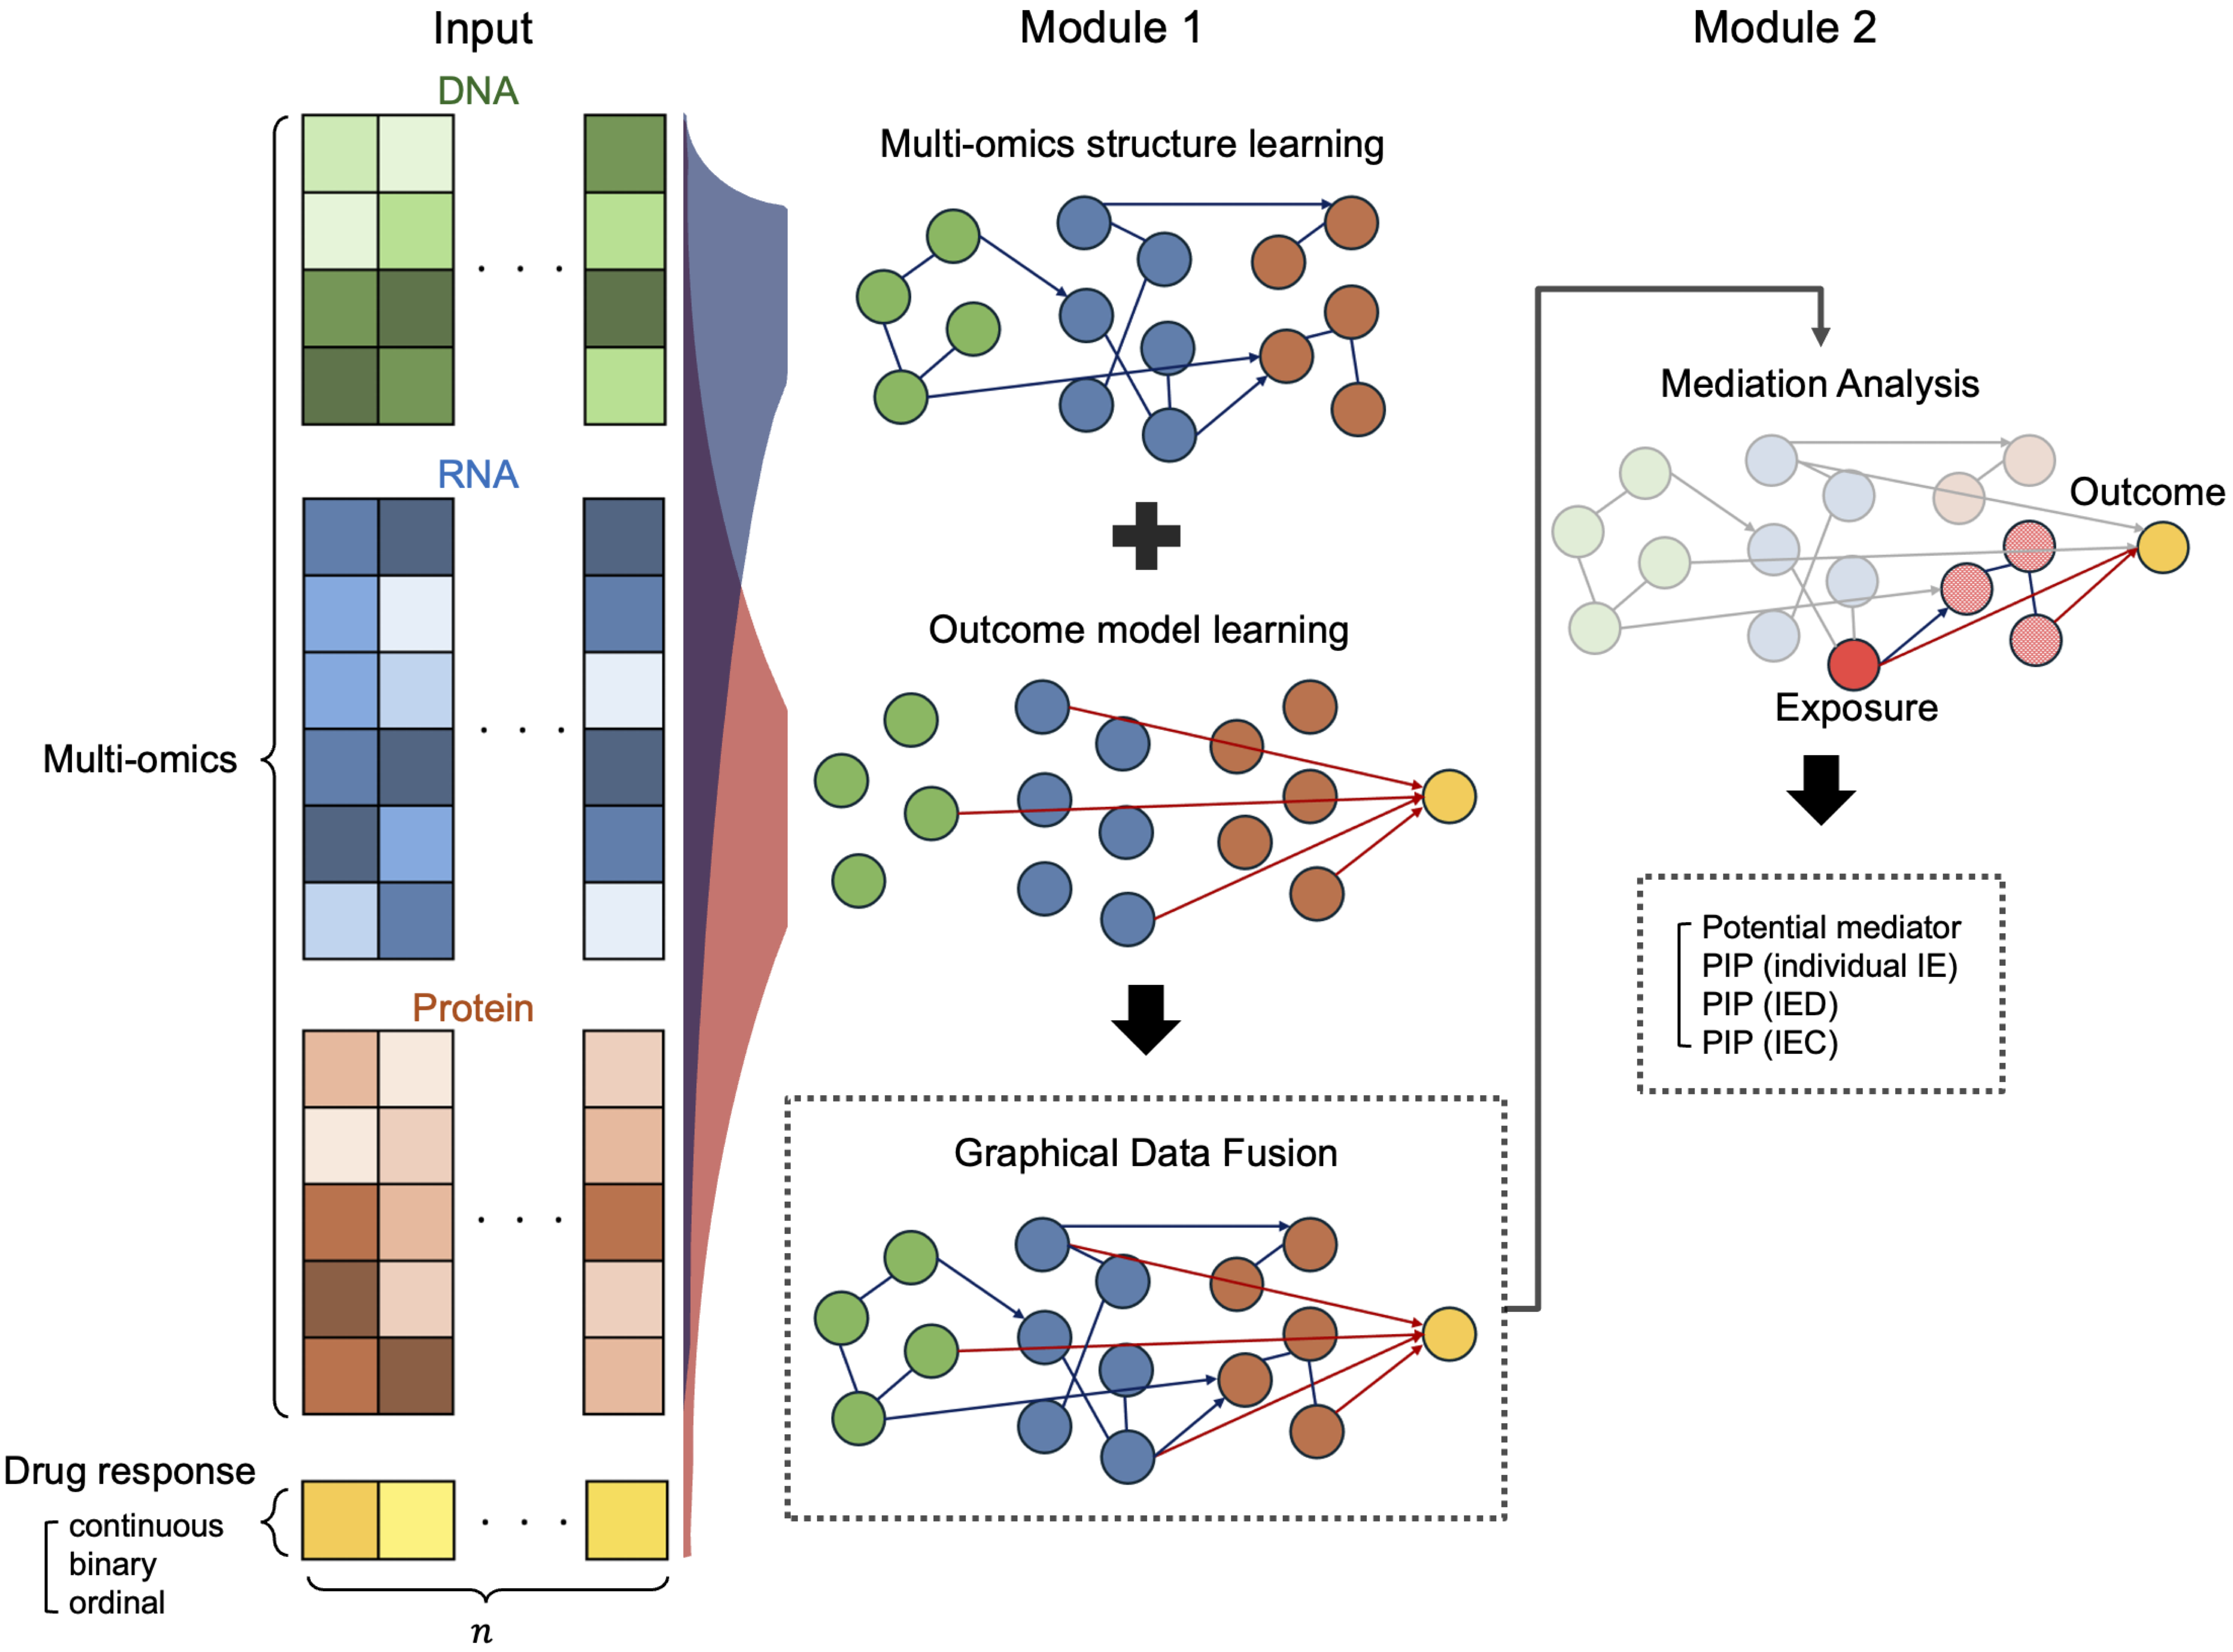 Input
DNA
RNA
Multi-omics
Protein
Drug response
continuous
binary
ordinal
n
Module 1
Multi-omics structure learning
Outcome model learning
Graphical Data Fusion
Module 2
Mediation Analysis
Outcome
Exposure
Potential mediator
PIP (individual IE)
PIP (IED)
PIP (IEC)